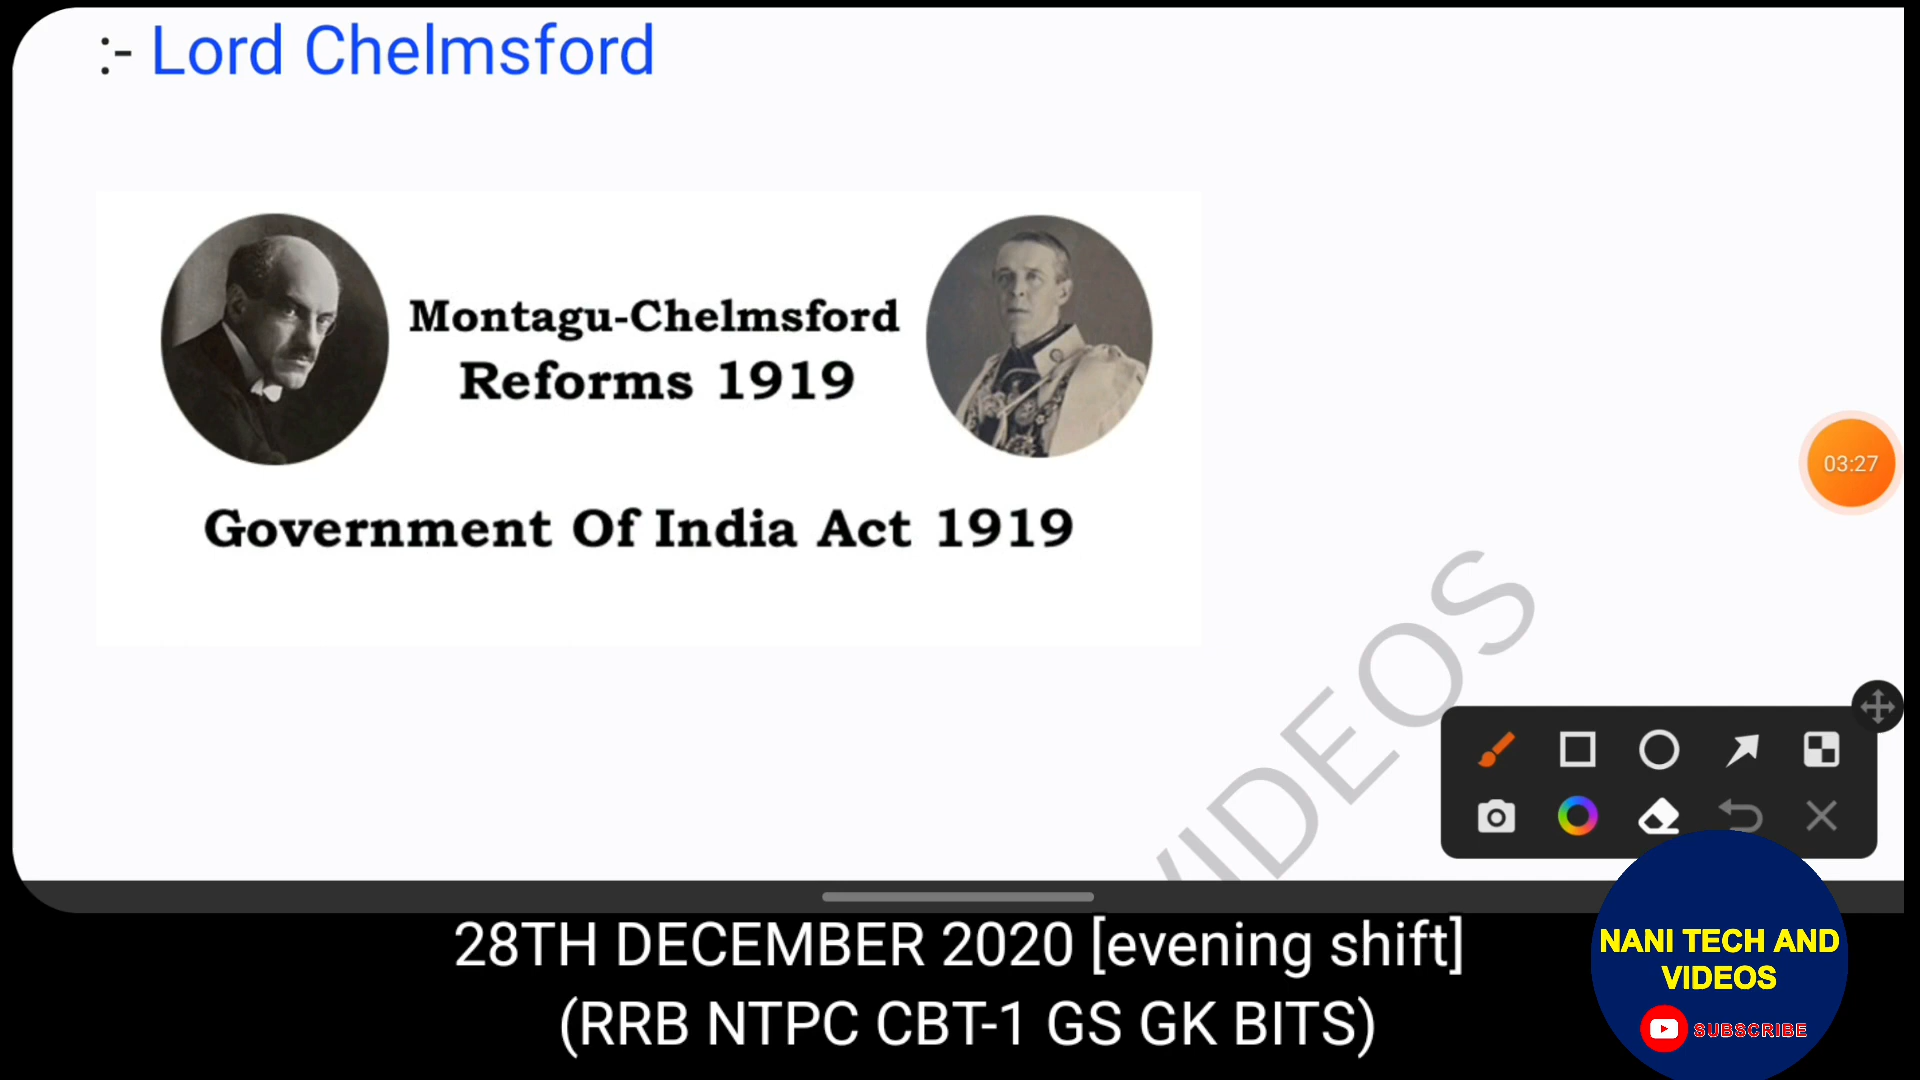 :- Lord Chelmsford
Montagu-Chelmsford
Reforms 1919
Government Of India Act 1919
03:27
VIDEOS
28TH DECEMBER 2020 [evening shift]
(RRB NTPC CBT-1 GS GK BITS)
NANI TECH AND
VIDEOS
SUBSCRIBE